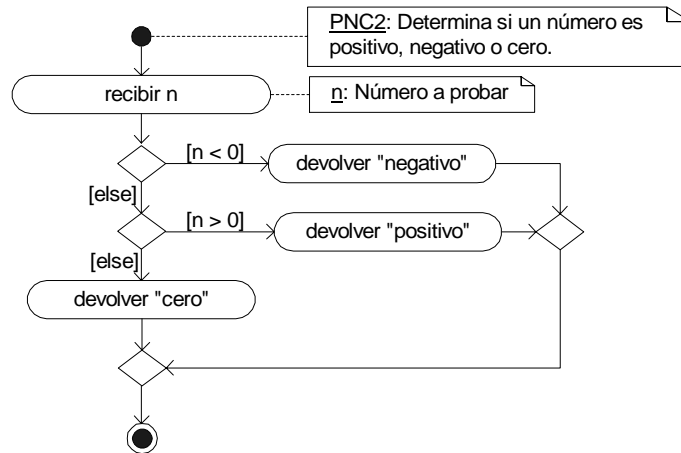 PNC2: Determina si un número es
positivo, negativo o cero.
recibir n
n: Número a probar
[n < 0]
devolver "negativo"
[else]
[n > 0]
devolver "positivo"
[else]
devolver "cero"